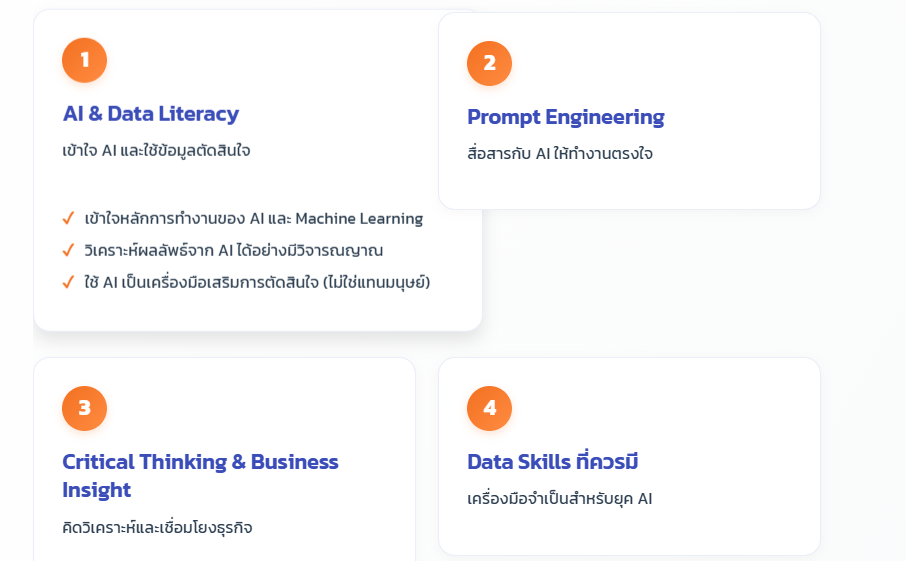 1
AI & Data Literacy
เข้าใจ AI และใช้ข้อมูลตัดสินใจ
✓ เข้าใจหลักการทำงานของ AI และ Machine Learning
✓ วิเคราะห์ผลลัพธ์จาก AI ได้อย่างมีวิจารณญาณ
✓ ใช้ AI เป็นเครื่องมือเสริมการตัดสินใจ (ไม่ใช่แทนมนุษย์)
2
Prompt Engineering
สื่อสารกับ AI ให้ทำงานตรงใจ
3
Critical Thinking & Business
Insight
คิดวิเคราะห์และเชื่อมโยงธุรกิจ
4
Data Skills ที่ควรมี
เครื่องมือจำเป็นสำหรับยุค AI